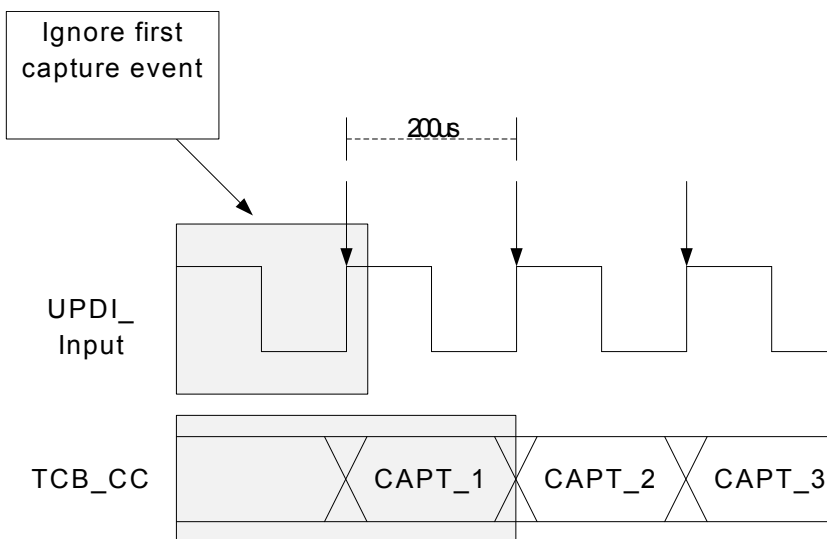 Ignore first
capture event
200us
UPDI_
Input
TCB_CC
CAPT_1
CAPT_2
CAPT_3